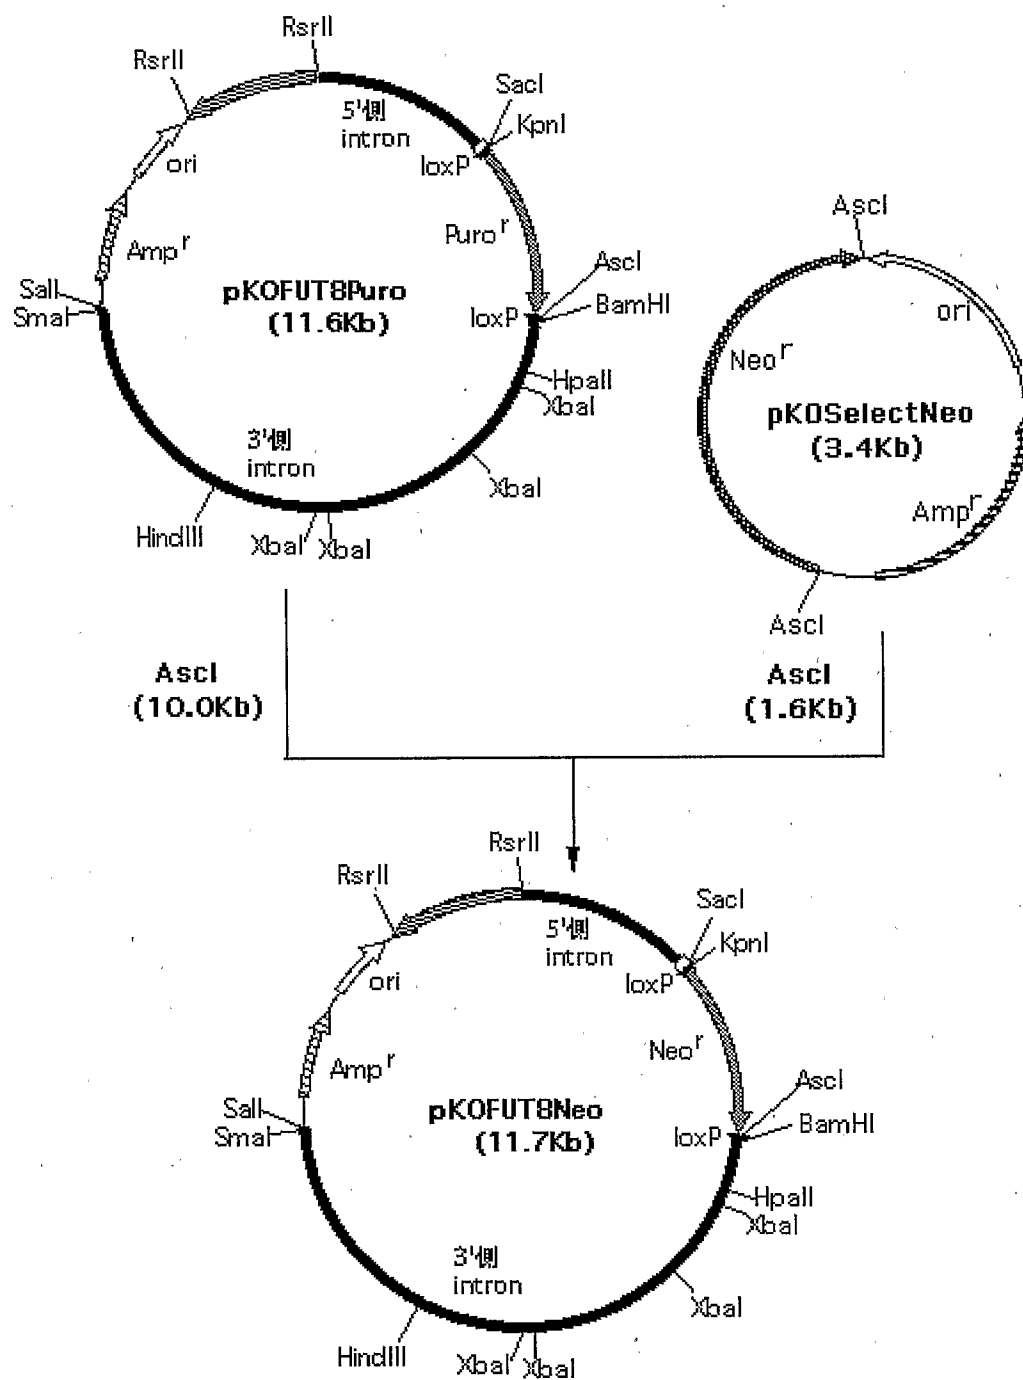 RsrII
RsrII
SacI
KpnI
5'側
intron
loxP
ori
Puro r
Amp r
AscI
SalI
SmaI
pKOFUT8Puro
(11.6Kb)
loxP
BamHI
HpaII
XbaI
3'側
intron
XbaI
HindIII
XbaI
XbaI
AscI
ori
Neo r
pKOSelectNeo
(3.4Kb)
Amp r
AscI
AscI
(10.0Kb)
AscI
(1.6Kb)
RsrII
RsrII
SacI
KpnI
5'側
intron
loxP
ori
Neo r
Amp r
AscI
SalI
SmaI
pKOFUT8Neo
(11.7Kb)
loxP
BamHI
HpaII
XbaI
3'側
intron
XbaI
HindIII
XbaI
XbaI